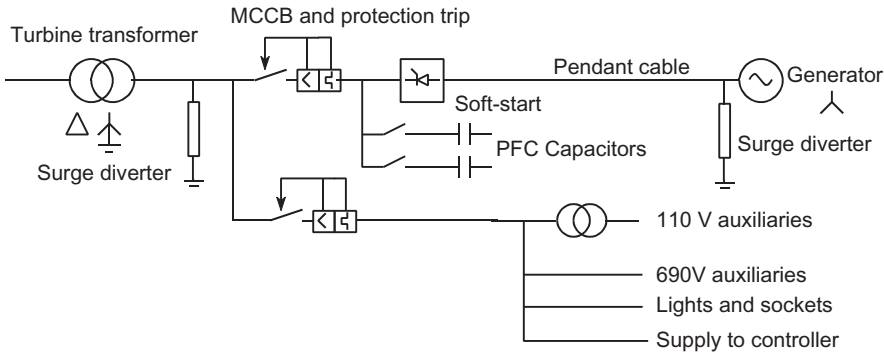 MCCB and protection trip
Turbine transformer
Pendant cable
Generator
Soft-start
PFC Capacitors
Surge diverter
Surge diverter
110 V auxiliaries
690V auxiliaries
Lights and sockets
Supply to controller